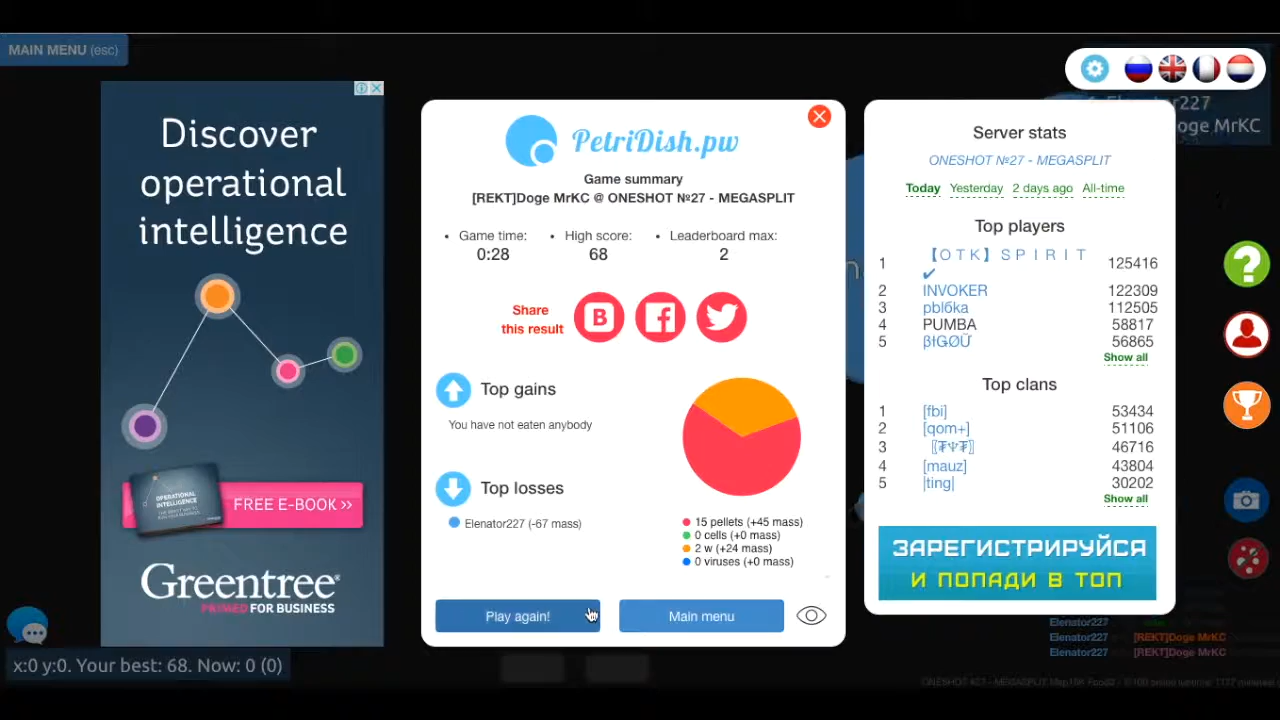 MAIN MENU (esc)
Discover
operational
intelligence
OPERATIONAL
INTELLIGENCE
FREE E-BOOK >>
Greentree®
PRIMED FOR BUSINESS
PetriDish.pw
Game summary
[REKT]Doge MrKC @ ONESHOT №27 - MEGASPLIT
• Game time: • High score: • Leaderboard max:
0:28 68 2
Share
this result
Top gains
You have not eaten anybody
Top losses
Elenator227 (-67 mass)
15 pellets (+45 mass)
0 cells (+0 mass)
2 w (+24 mass)
0 viruses (+0 mass)
Play again!
Main menu
Elenator227
oge MrKC
Server stats
ONESHOT №27 - MEGASPLIT
Today Yesterday 2 days ago All-time
Top players
1 【O T K】 S P I R I T ✔ 125416
2 INVOKER 122309
3 pblбka 112505
4 PUMBA 58817
5 βłǤØŨ 56865
Show all
Top clans
1 [fbi] 53434
2 [qom+] 51106
3 〖₮Ψ₮〗 46716
4 [mauz] 43804
5 |ting| 30202
Show all
ЗАРЕГИСТРИРУЙСЯ
И ПОПАДИ В ТОП
Elenator227
Elenator227 [REKT]Doge MrKC
Elenator227 [REKT]Doge MrKC
x:0 y:0. Your best: 68. Now: 0 (0)